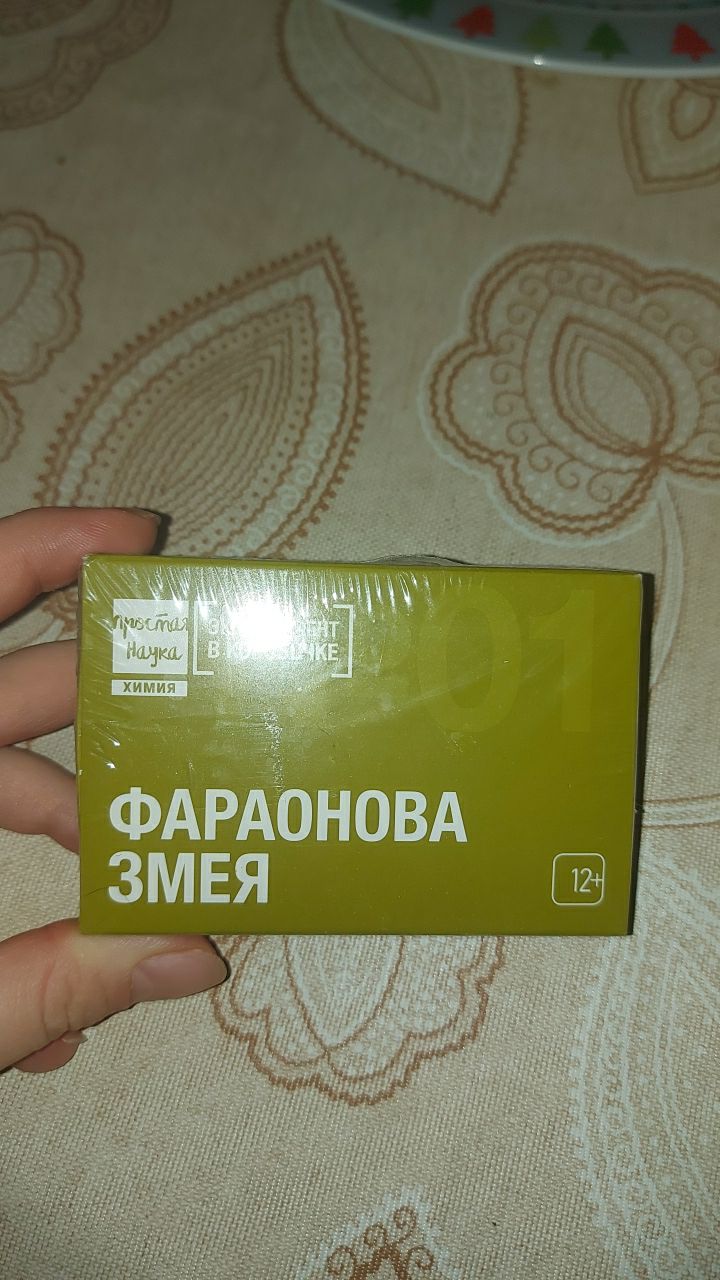 простая
Наука
ХИМИЯ
В
01
ФАРАОНОВА
ЗМЕЯ
12+